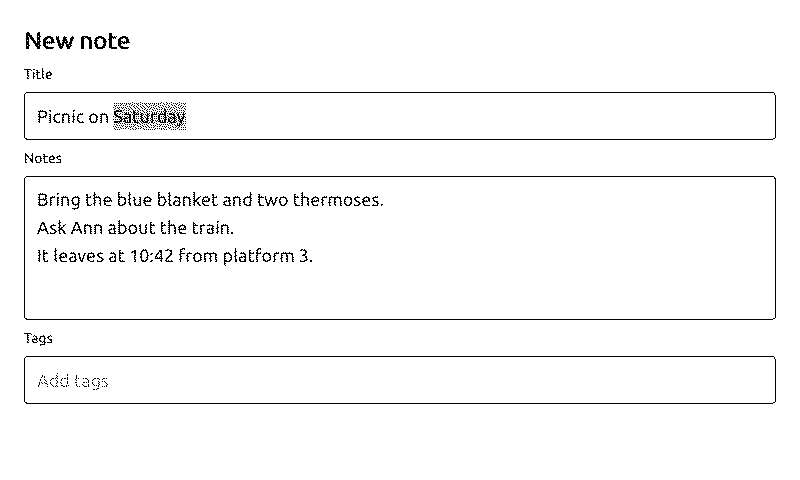 New note
Title
Picnic on Saturday
Notes
Bring the blue blanket and two thermoses.
Ask Ann about the train.
It leaves at 10:42 from platform 3.
Tags
Add tags